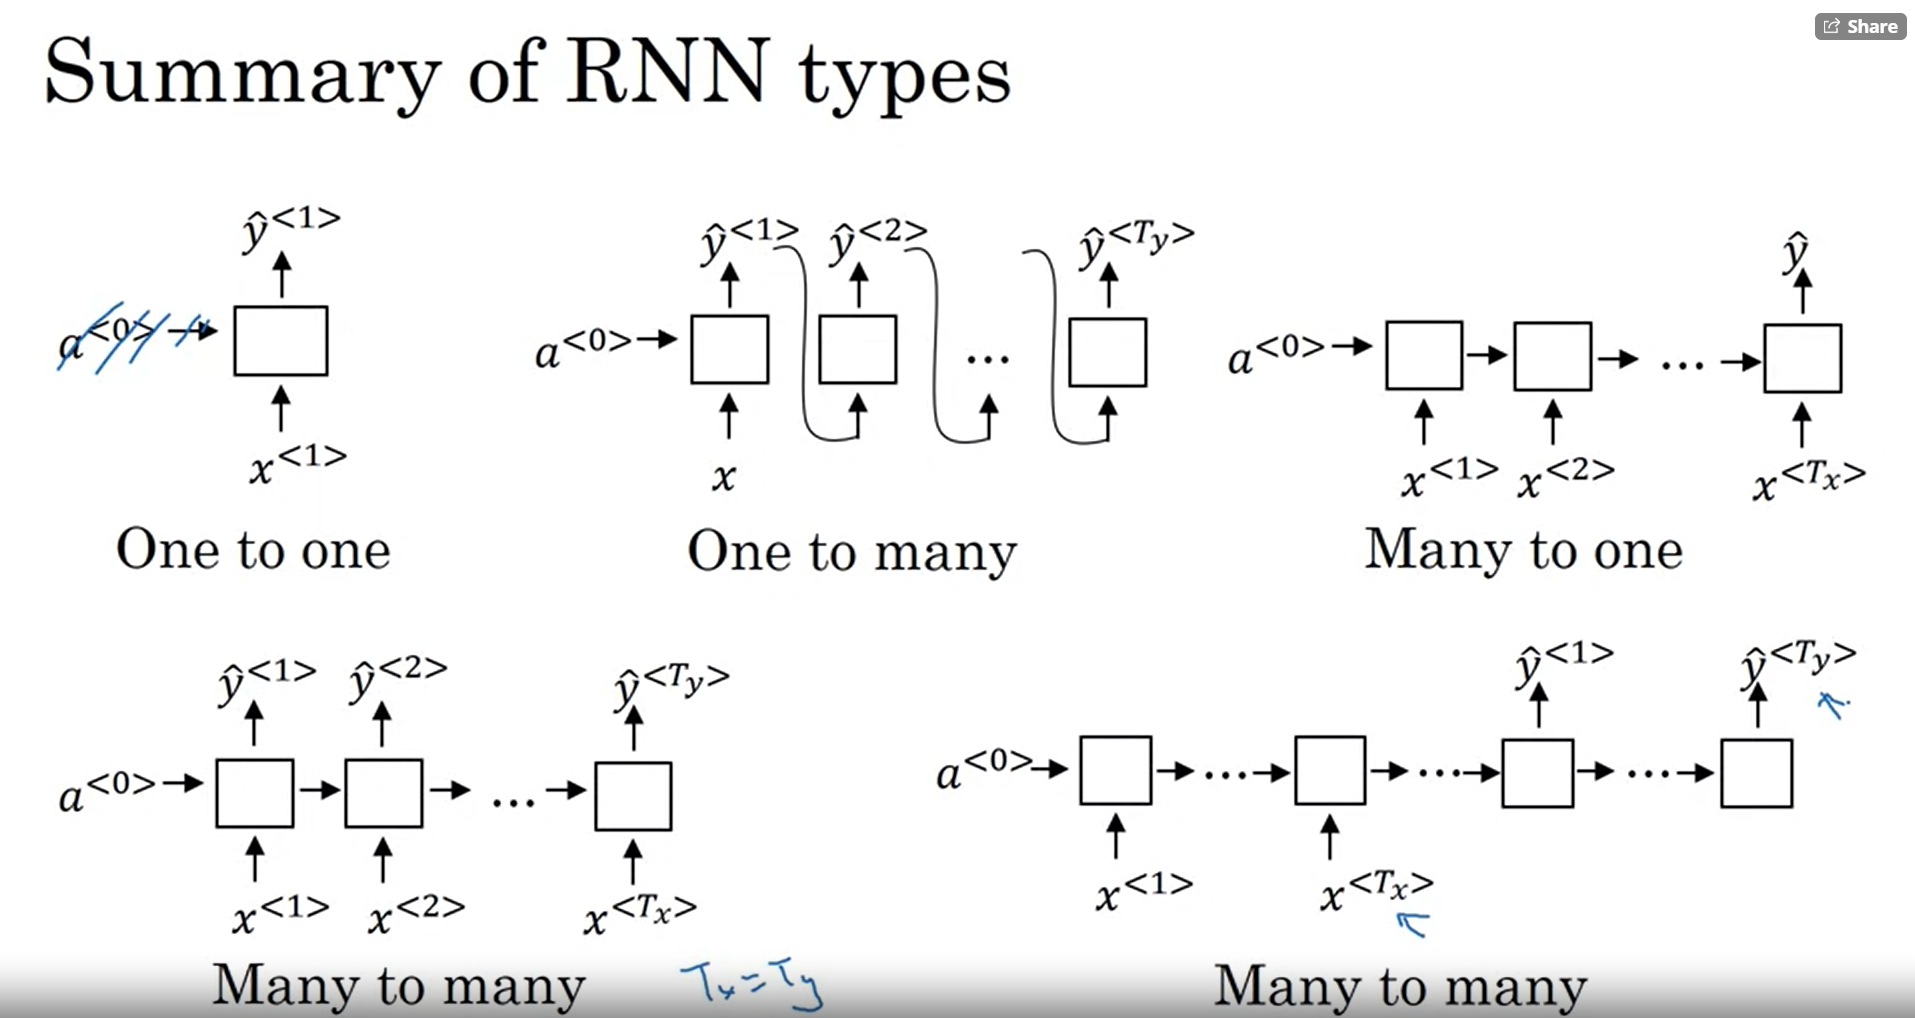 Share
Summary of RNN types
ŷ<1>
a<0>
x<1>
One to one
ŷ<1> ŷ<2> ŷ<Ty>
a<0> ...
x
One to many
ŷ
a<0> ...
x<1> x<2> x<Tx>
Many to one
ŷ<1> ŷ<2> ŷ<Ty>
a<0> ...
x<1> x<2> x<Tx>
Many to many Tx=Ty
ŷ<1> ŷ<Ty>
a<0> ... ... ...
x<1> x<Tx>
Many to many